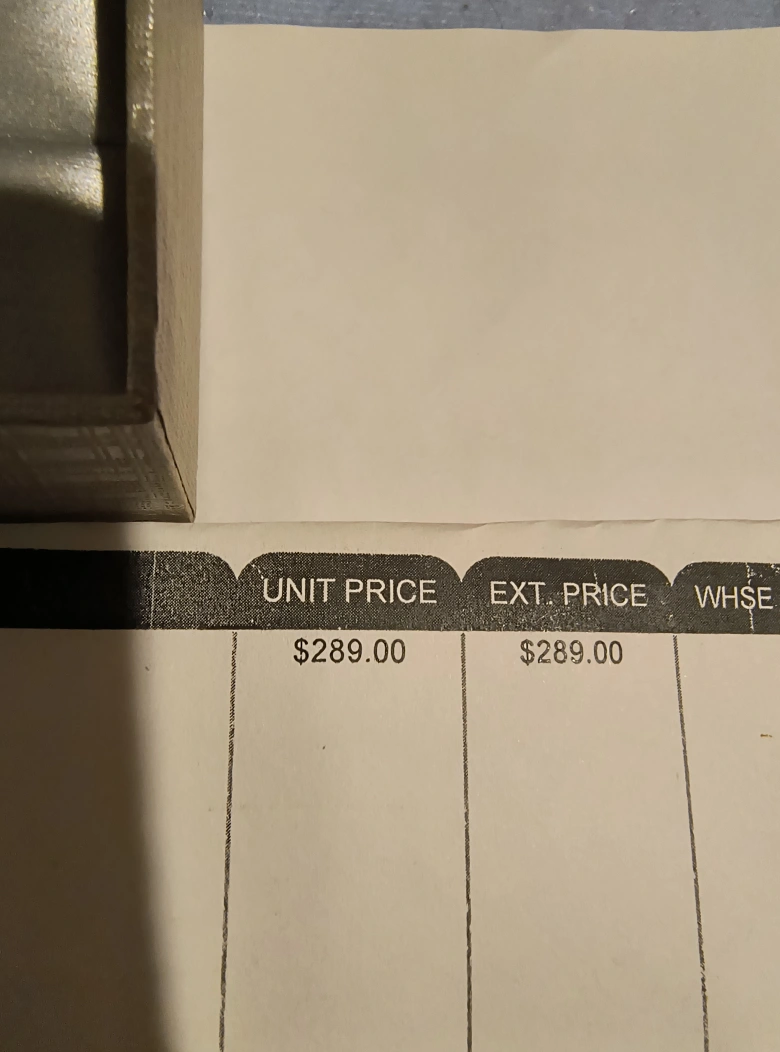 UNIT PRICE EXT. PRICE WHSE
$289.00 $289.00